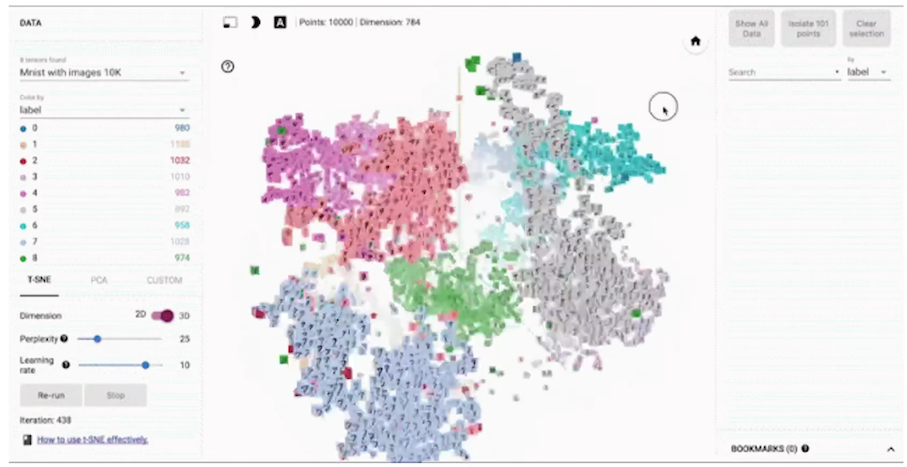 DATA
A
Points: 10000 | Dimension: 784
8 tensors found
Mnist with images 10K
Color by
label
0 980
1 1135
2 1032
3 1010
4 982
5 892
6 958
7 1028
8 974
T-SNE PCA CUSTOM
Dimension 2D 3D
Perplexity ? 25
Learning
rate ? 10
Re-run Stop
Iteration: 438
How to use t-SNE effectively.
?
Show All
Data
Isolate 101
points
Clear
selection
Search
by
label
BOOKMARKS (0) ?